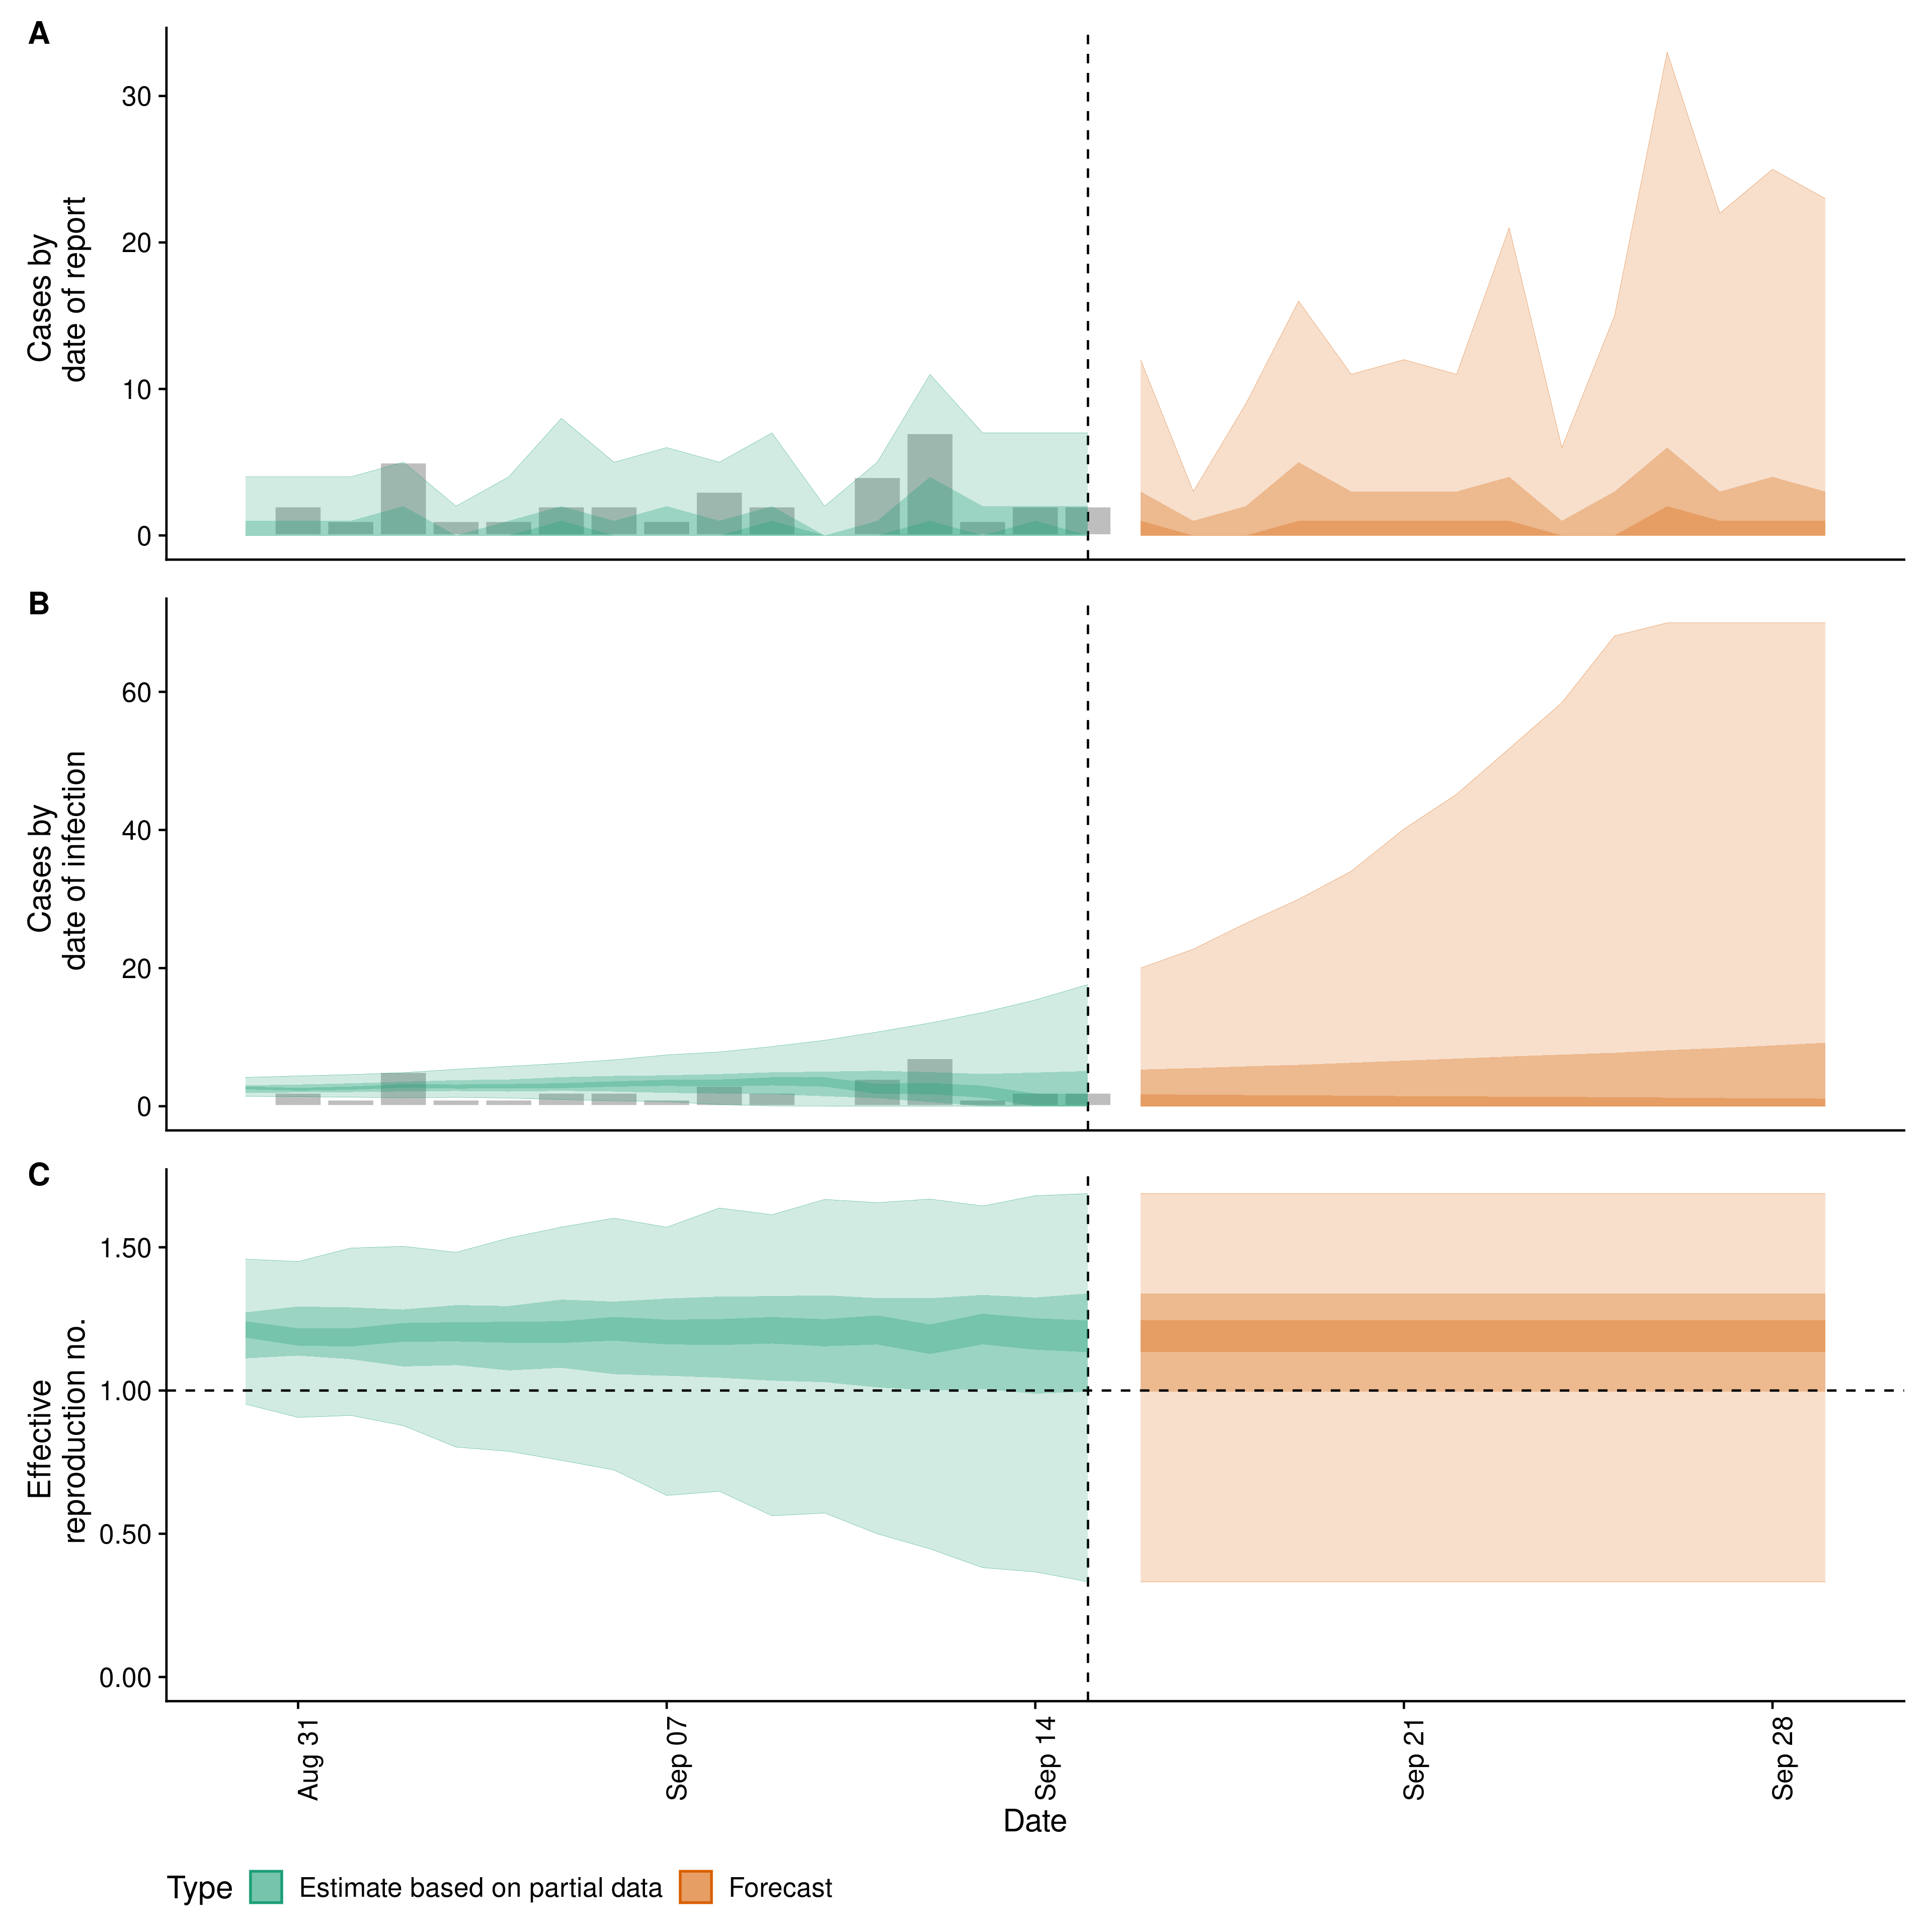 A
Cases by
date of report
30
20
10
0
B
Cases by
date of infection
60
40
20
0
C
Effective
reproduction no.
1.50
1.00
0.50
0.00
Aug 31
Sep 07
Sep 14
Sep 21
Sep 28
Date
Type
Estimate based on partial data
Forecast